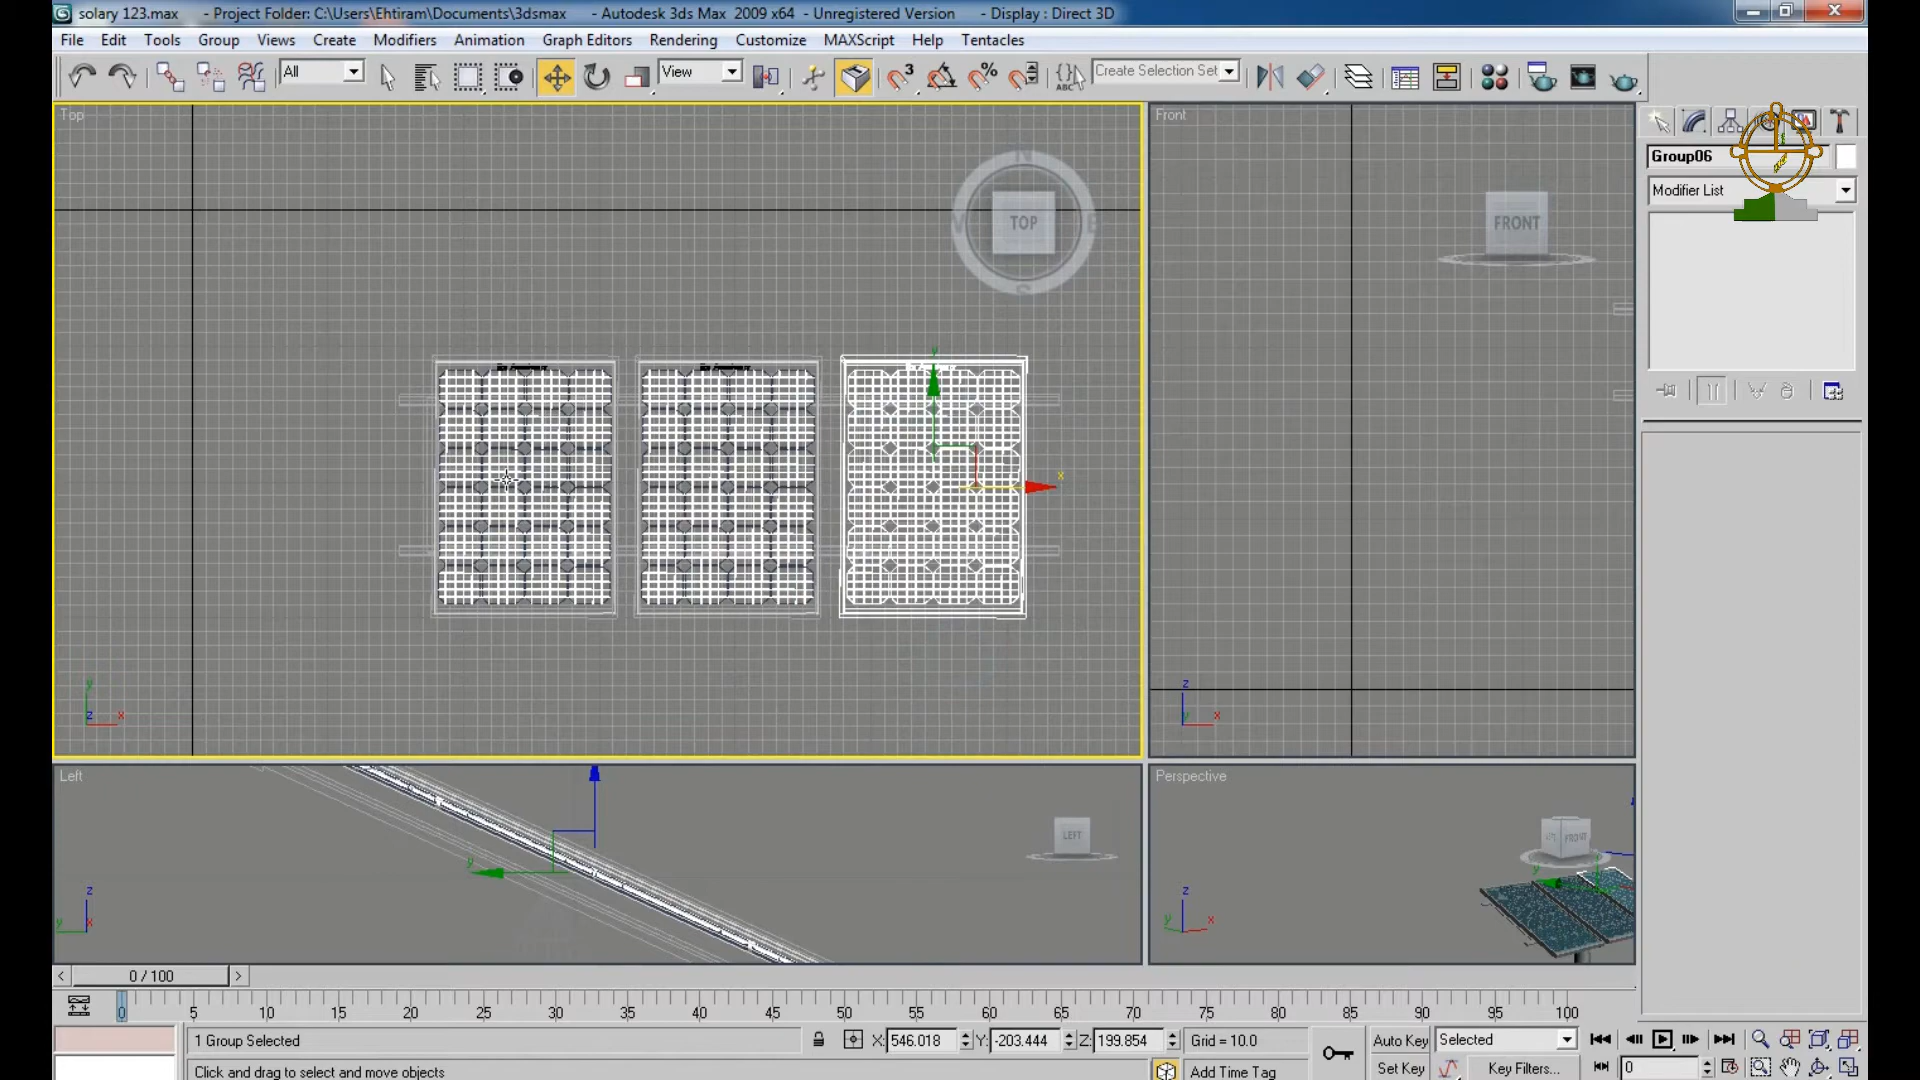 solary 123.max - Project Folder: C:\Users\Ehtiram\Documents\3dsmax - Autodesk 3ds Max 2009 x64 - Unregistered Version - Display : Direct 3D
File Edit Tools Group Views Create Modifiers Animation Graph Editors Rendering Customize MAXScript Help Tentacles
All View Create Selection Set
Top
Front
Group06
Modifier List
N
TOP
E
S
FRONT
y
x
y
z x
z
y x
Left
Perspective
LEFT
FRONT
y
z
y x
y
z
y x
0 / 100
0 5 10 15 20 25 30 35 40 45 50 55 60 65 70 75 80 85 90 95 100
1 Group Selected X: 546.018 Y: -203.444 Z: 199.854 Grid = 10.0 Auto Key Selected
Click and drag to select and move objects Add Time Tag Set Key Key Filters... 0